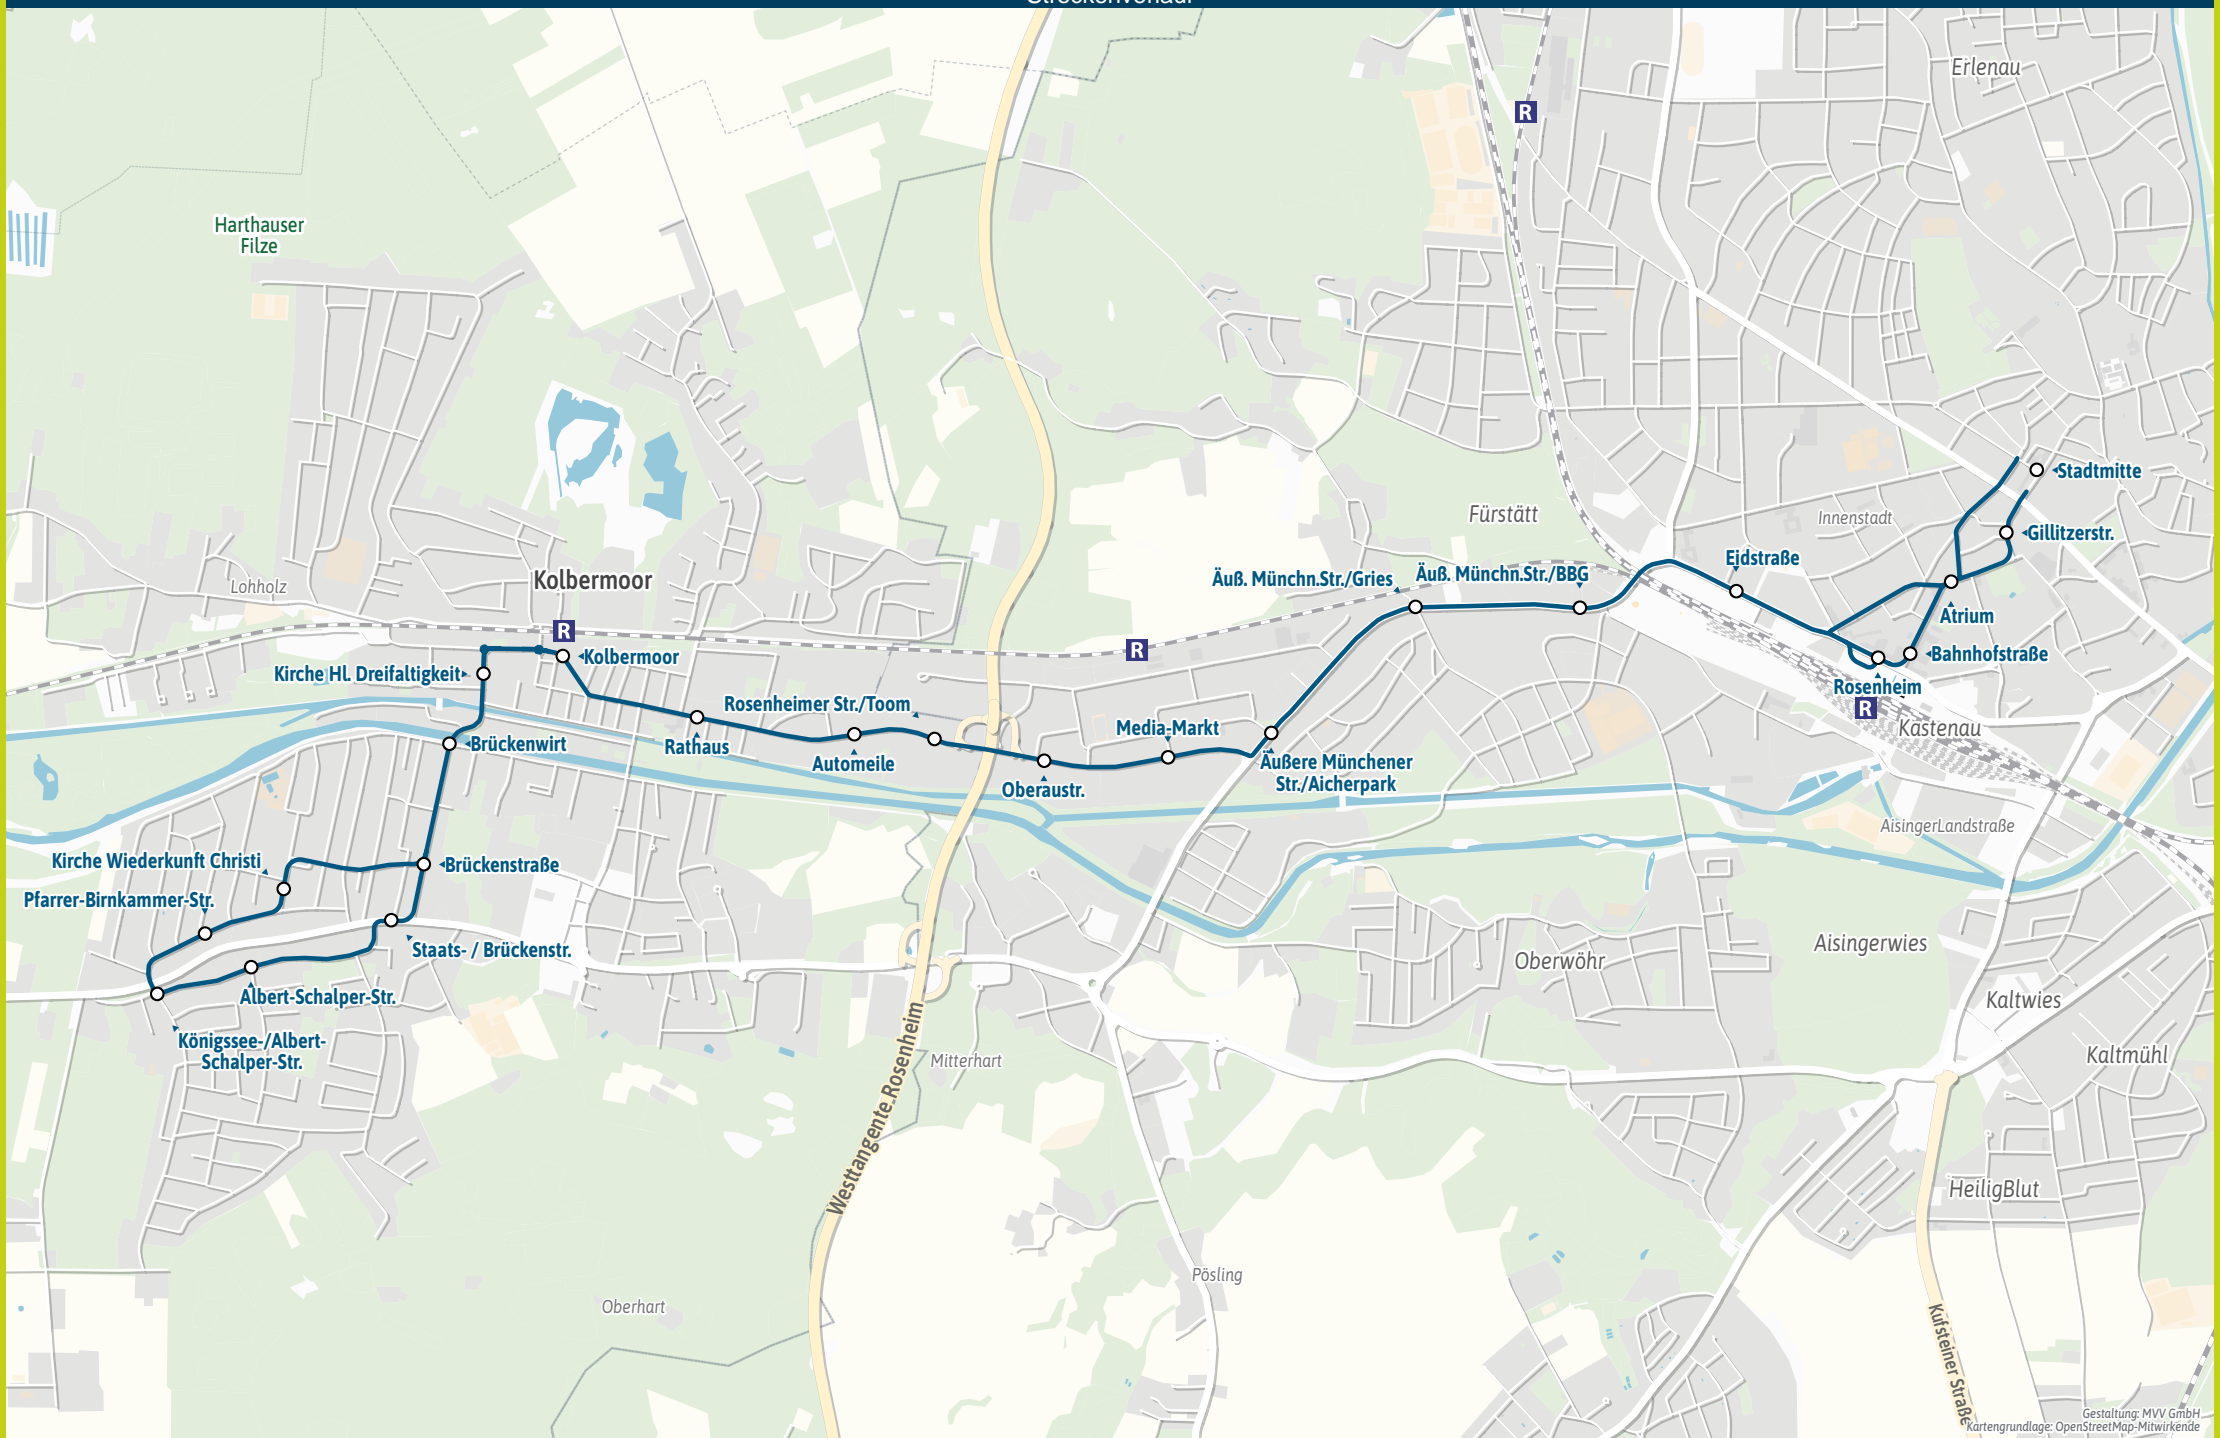 Streckenverlauf
Erlenau
R
Harthauser
Filze
Stadtmitte
Fürstätt
Innenstadt
Gillitzerstr.
Eidstraße
Äuß. Münchn.Str./Gries
Äuß. Münchn.Str./BBG
Kolbermoor
Lohholz
Atrium
R
R
Kolbermoor
Bahnhofstraße
Kirche Hl. Dreifaltigkeit
Rosenheim
R
Rosenheimer Str./Toom
Media-Markt
Kastenau
Brückenwirt
Rathaus
Automeile
Äußere Münchener
Str./Aicherpark
Oberaustr.
AisingerLandstraße
Kirche Wiederkunft Christi
Brückenstraße
Pfarrer-Birnkammer-Str.
Staats- / Brückenstr.
Aisingerwies
Oberwöhr
Albert-Schalper-Str.
Kaltwies
Königssee-/Albert-
Schalper-Str.
Mitterhart
Kaltmühl
Westtangente Rosenheim
HeiligBlut
Pösling
Oberhart
Kufsteiner Straße
Gestaltung: MVV GmbH
Kartengrundlage: OpenStreetMap-Mitwirkende